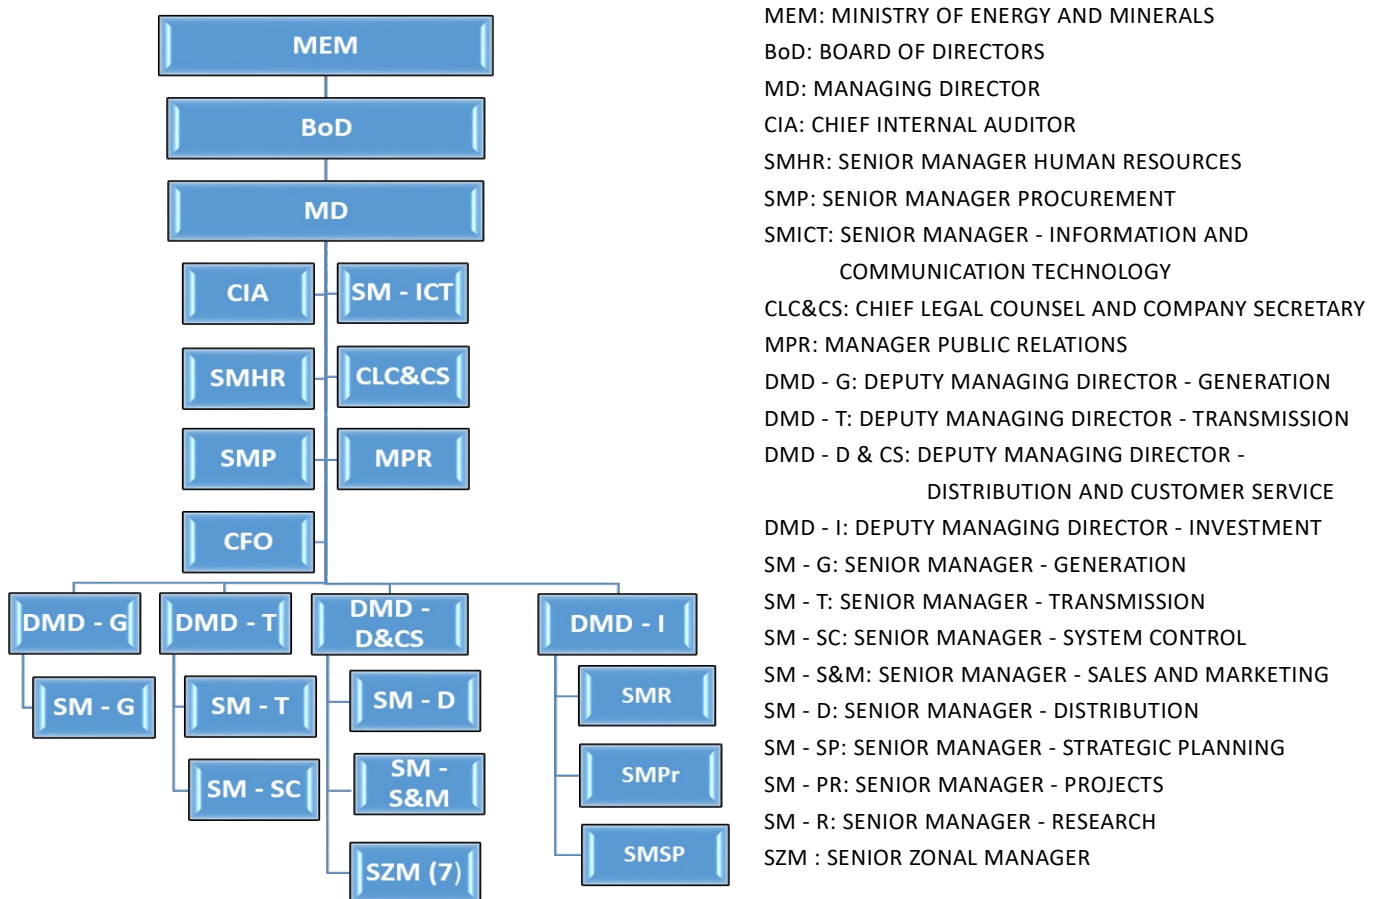 MEM
BoD
MD
CIA
SM - ICT
SMHR
CLC&CS
SMP
MPR
CFO
DMD - G
DMD - T
DMD -
D&CS
DMD - I
SM - G
SM - T
SM - SC
SM - D
SM -
S&M
SZM (7)
SMR
SMPr
SMSP
MEM: MINISTRY OF ENERGY AND MINERALS
BoD: BOARD OF DIRECTORS
MD: MANAGING DIRECTOR
CIA: CHIEF INTERNAL AUDITOR
SMHR: SENIOR MANAGER HUMAN RESOURCES
SMP: SENIOR MANAGER PROCUREMENT
SMICT: SENIOR MANAGER - INFORMATION AND
COMMUNICATION TECHNOLOGY
CLC&CS: CHIEF LEGAL COUNSEL AND COMPANY SECRETARY
MPR: MANAGER PUBLIC RELATIONS
DMD - G: DEPUTY MANAGING DIRECTOR - GENERATION
DMD - T: DEPUTY MANAGING DIRECTOR - TRANSMISSION
DMD - D & CS: DEPUTY MANAGING DIRECTOR -
DISTRIBUTION AND CUSTOMER SERVICE
DMD - I: DEPUTY MANAGING DIRECTOR - INVESTMENT
SM - G: SENIOR MANAGER - GENERATION
SM - T: SENIOR MANAGER - TRANSMISSION
SM - SC: SENIOR MANAGER - SYSTEM CONTROL
SM - S&M: SENIOR MANAGER - SALES AND MARKETING
SM - D: SENIOR MANAGER - DISTRIBUTION
SM - SP: SENIOR MANAGER - STRATEGIC PLANNING
SM - PR: SENIOR MANAGER - PROJECTS
SM - R: SENIOR MANAGER - RESEARCH
SZM : SENIOR ZONAL MANAGER